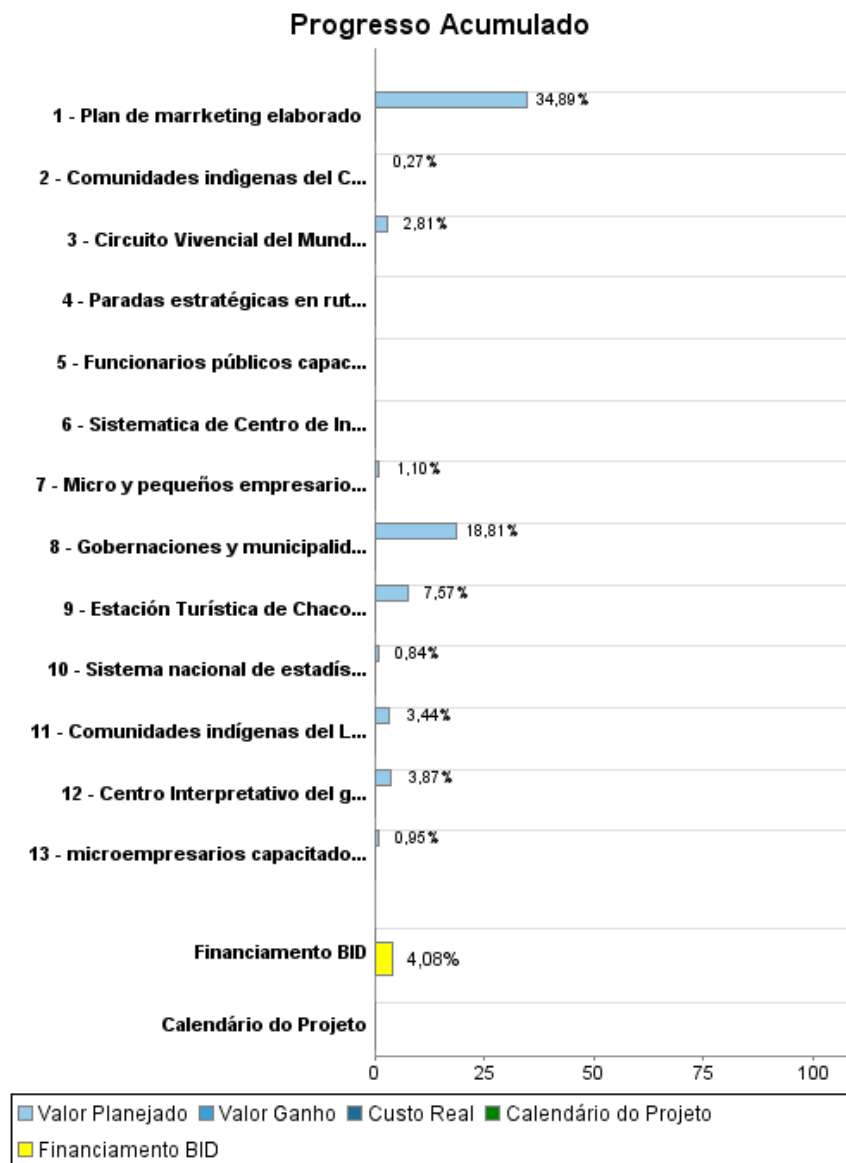 Progresso Acumulado
34,89%
1 - Plan de marrketing elaborado
0,27%
2 - Comunidades indìgenas del C...
2,81%
3 - Circuito Vivencial del Mund...
4 - Paradas estratégicas en rut...
5 - Funcionarios públicos capac...
6 - Sistematica de Centro de In...
1,10%
7 - Micro y pequeños empresario...
18,81%
8 - Gobernaciones y municipalid...
7,57%
9 - Estación Turística de Chaco...
0,84%
10 - Sistema nacional de estadís...
3,44%
11 - Comunidades indígenas del L...
3,87%
12 - Centro Interpretativo del g...
0,95%
13 - microempresarios capacitado...
Financiamento BID
4,08%
Calendário do Projeto
0 25 50 75 100
Valor Planejado Valor Ganho Custo Real Calendário do Projeto
Financiamento BID